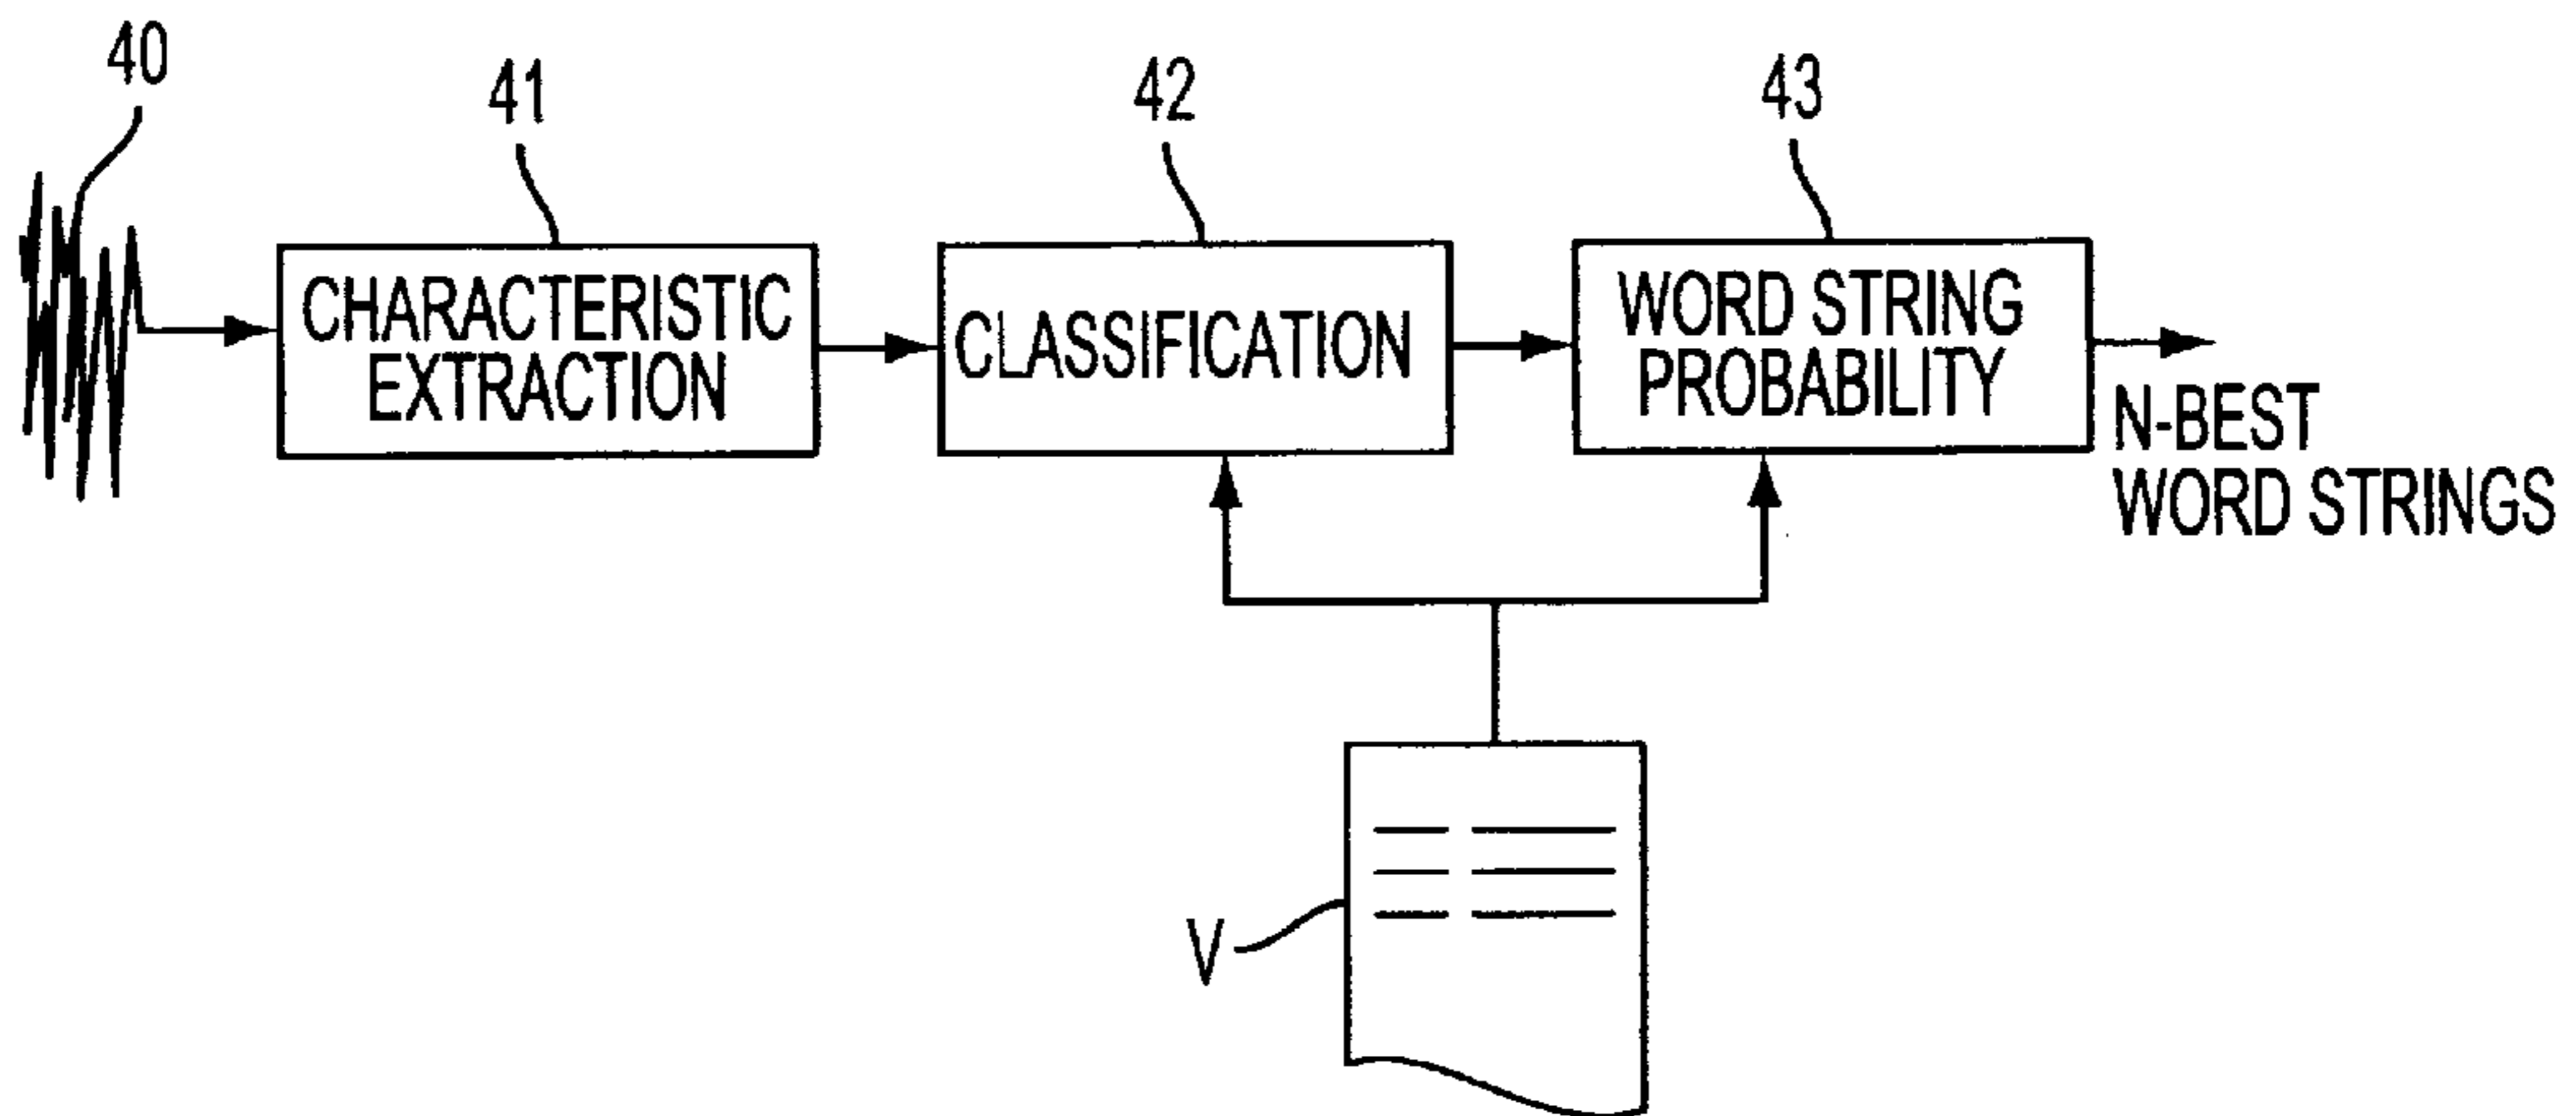 40
41
42
43
CHARACTERISTIC
EXTRACTION
CLASSIFICATION
WORD STRING
PROBABILITY
N-BEST
WORD STRINGS
V